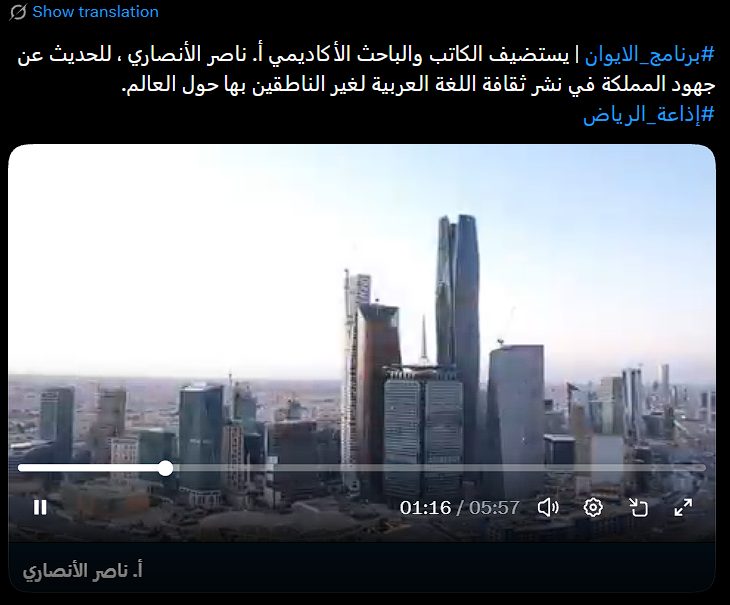 Show translation
#برنامج_الايوان | يستضيف الكاتب والباحث الأكاديمي أ. ناصر الأنصاري ، للحديث عن
جهود المملكة في نشر ثقافة اللغة العربية لغير الناطقين بها حول العالم.
#إذاعة_الرياض
01:16 / 05:57
أ. ناصر الأنصاري